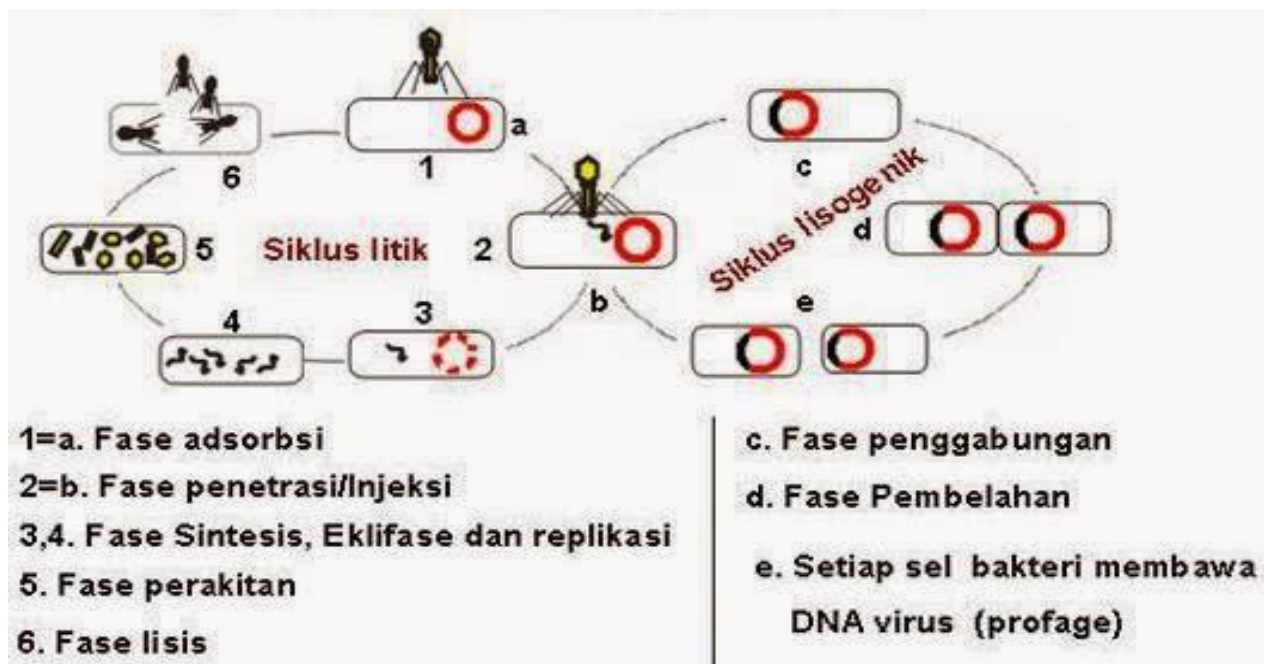 1
a
6
c
Siklus litik
2
Siklus lisogenik
d
5
b
e
4
3
1=a. Fase adsorbsi
2=b. Fase penetrasi/Injeksi
3,4. Fase Sintesis, Eklifase dan replikasi
5. Fase perakitan
6. Fase lisis
c. Fase penggabungan
d. Fase Pembelahan
e. Setiap sel bakteri membawa
DNA virus (profage)